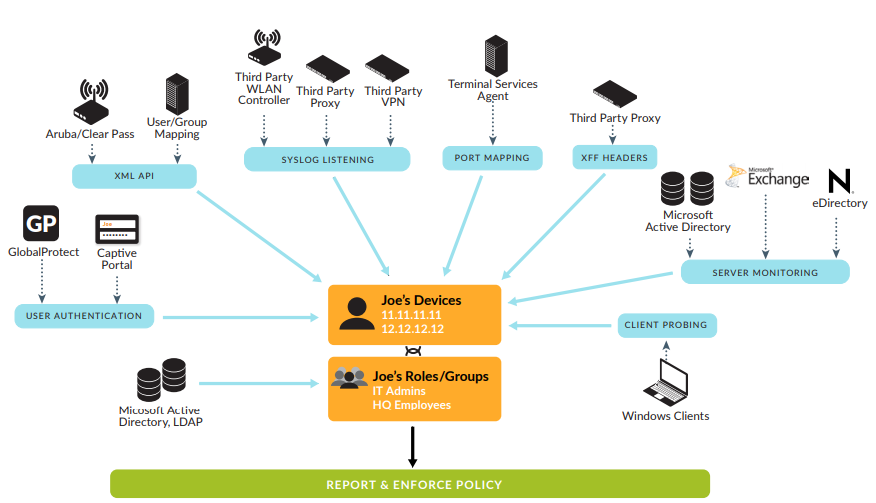 Third Party
WLAN
Controller
Third Party
Proxy
Third Party
VPN
Terminal Services
Agent
Third Party Proxy
Aruba/Clear Pass
User/Group
Mapping
XML API
SYSLOG LISTENING
PORT MAPPING
XFF HEADERS
Microsoft
Active Directory
Microsoft
Exchange
N
eDirectory
GP
GlobalProtect
Joe
Captive
Portal
SERVER MONITORING
USER AUTHENTICATION
Joe's Devices
11.11.11.11
12.12.12.12
CLIENT PROBING
Joe's Roles/Groups
IT Admins
HQ Employees
Micosoft Active
Directory, LDAP
Windows Clients
REPORT & ENFORCE POLICY